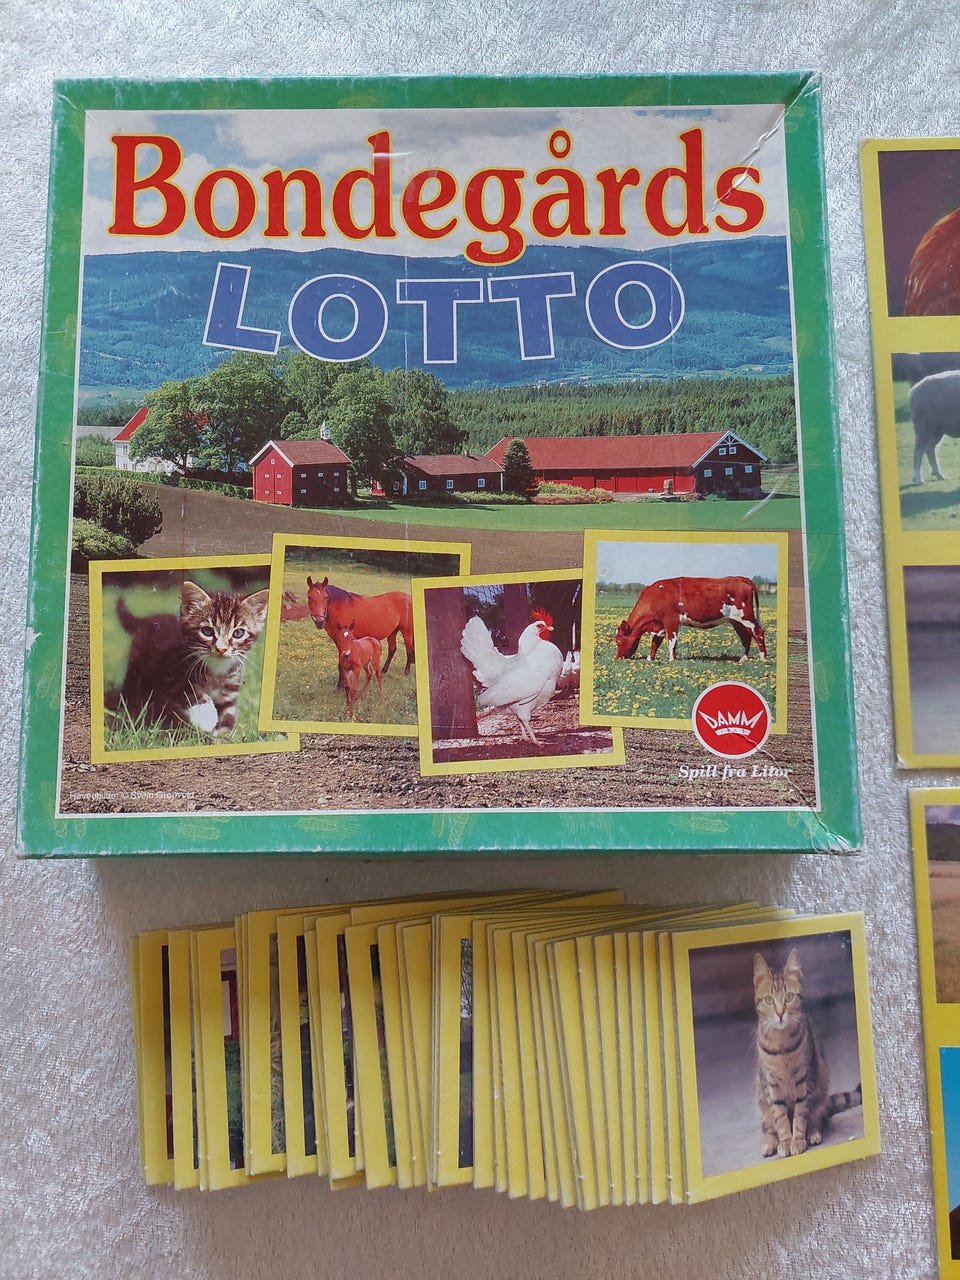 Bondegårds
LOTTO
DAMM
Spill fra Litor